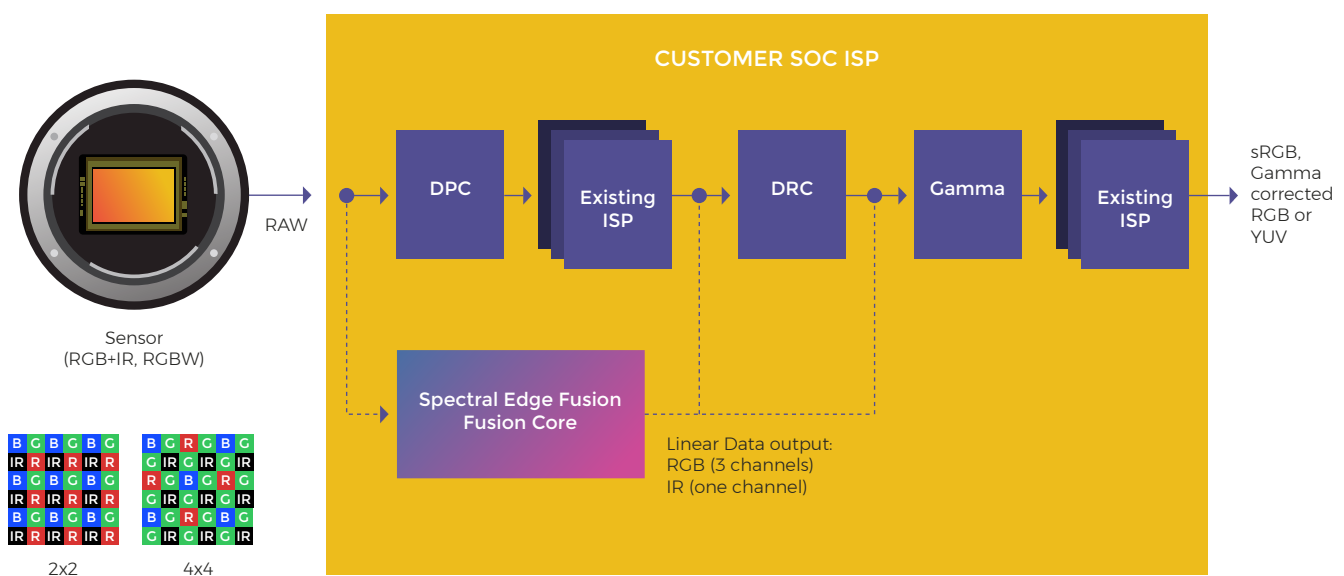 CUSTOMER SOC ISP
RAW
DPC
Existing
ISP
DRC
Gamma
Existing
ISP
sRGB,
Gamma
corrected
RGB or
YUV
Sensor
(RGB+IR, RGBW)
Spectral Edge Fusion
Fusion Core
Linear Data output:
RGB (3 channels)
IR (one channel)
B G B G B G
IR R IR R IR R
B G B G B G
IR R IR R IR R
B G B G B G
IR R IR R IR R
2x2
B G R G B G
G IR G IR G IR
R G B G R G
G IR G IR G IR
B G R G B G
G IR G IR G IR
4x4